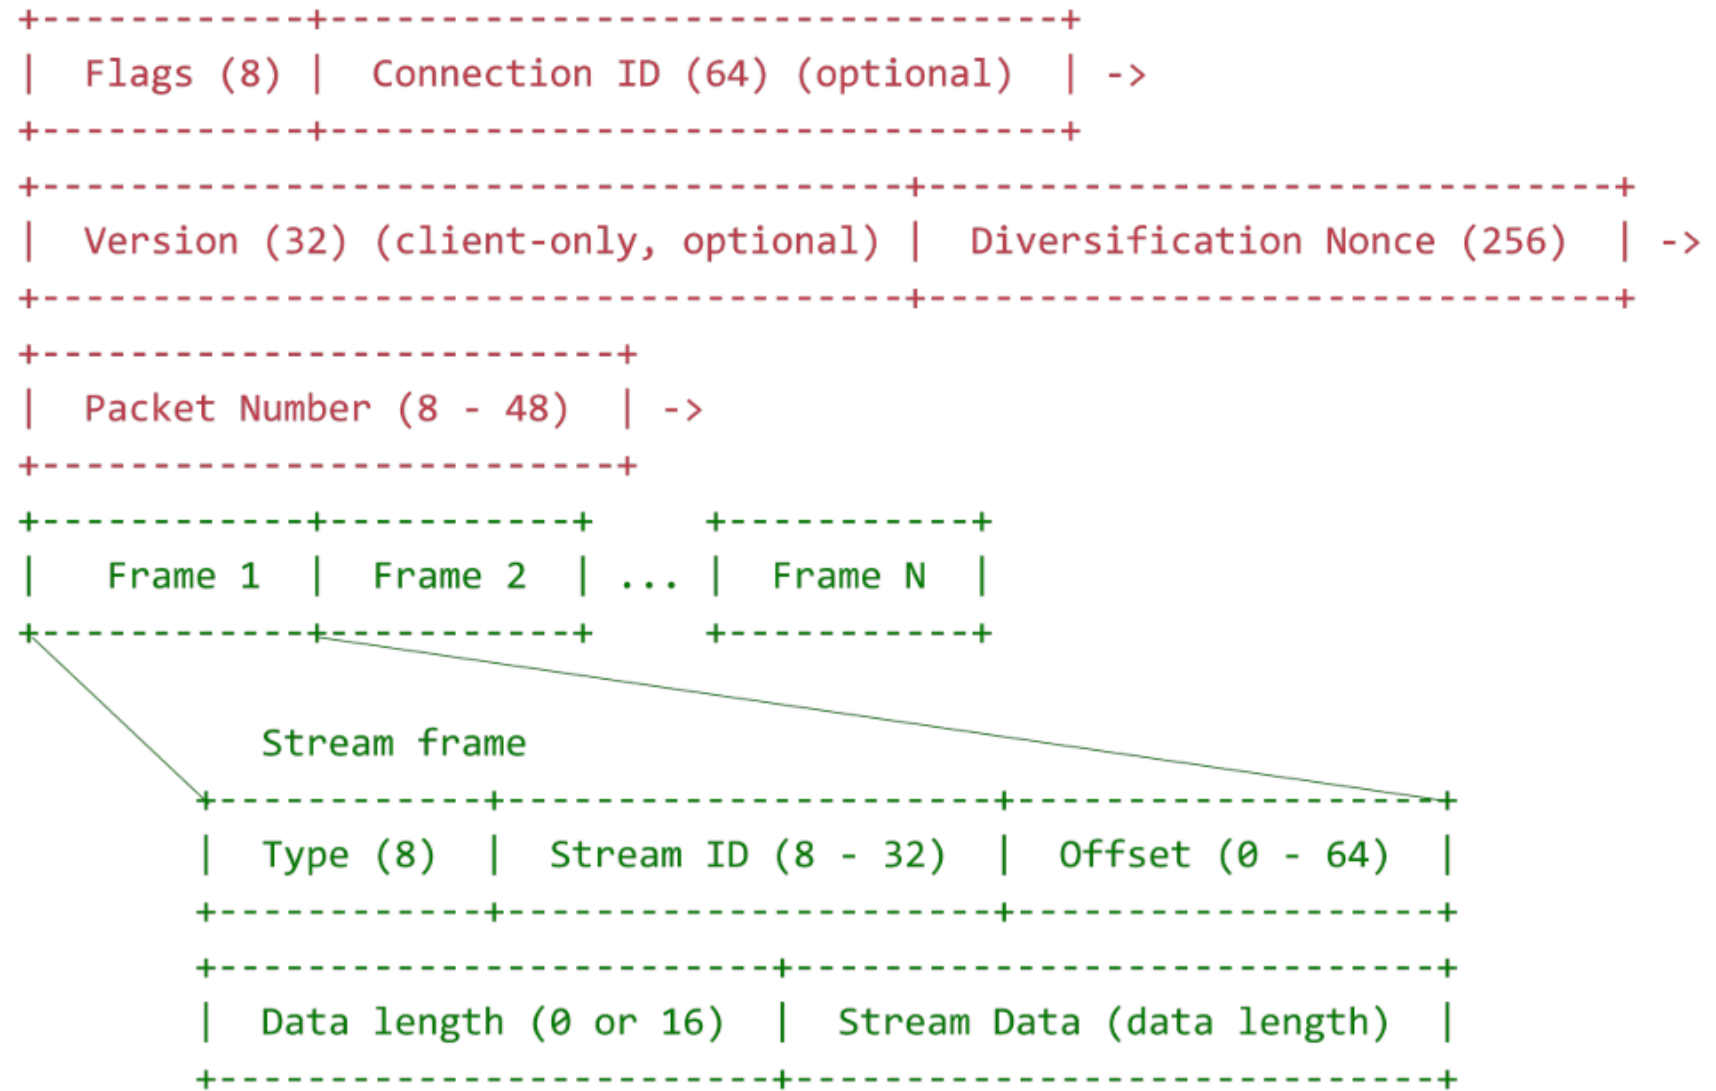 +-----------+------------------------------+
| Flags (8) | Connection ID (64) (optional) | ->
+-----------+------------------------------+
+-----------------------------------+----------------------------+
| Version (32) (client-only, optional) | Diversification Nonce (256) | ->
+-----------------------------------+----------------------------+
+-----------------------+
| Packet Number (8 - 48) | ->
+-----------------------+
+-----------+----------+ +----------+
| Frame 1 | Frame 2 | ... | Frame N |
+-----------+----------+ +----------+
Stream frame
+-----------+--------------------+-----------------+
| Type (8) | Stream ID (8 - 32) | Offset (0 - 64) |
+-----------+--------------------+-----------------+
+----------------------+--------------------------+
| Data length (0 or 16) | Stream Data (data length) |
+----------------------+--------------------------+